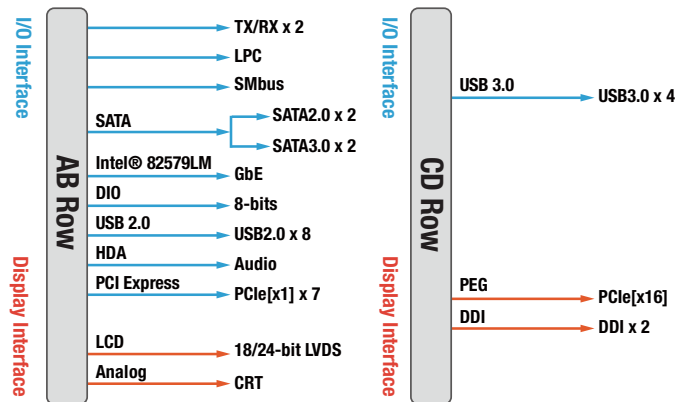 I/O Interface
Display Interface
AB Row
TX/RX x 2
LPC
SMbus
SATA
SATA2.0 x 2
SATA3.0 x 2
Intel® 82579LM
GbE
DIO
8-bits
USB 2.0
USB2.0 x 8
HDA
Audio
PCI Express
PCIe[x1] x 7
LCD
18/24-bit LVDS
Analog
CRT
I/O Interface
Display Interface
CD Row
USB 3.0
USB3.0 x 4
PEG
PCIe[x16]
DDI
DDI x 2